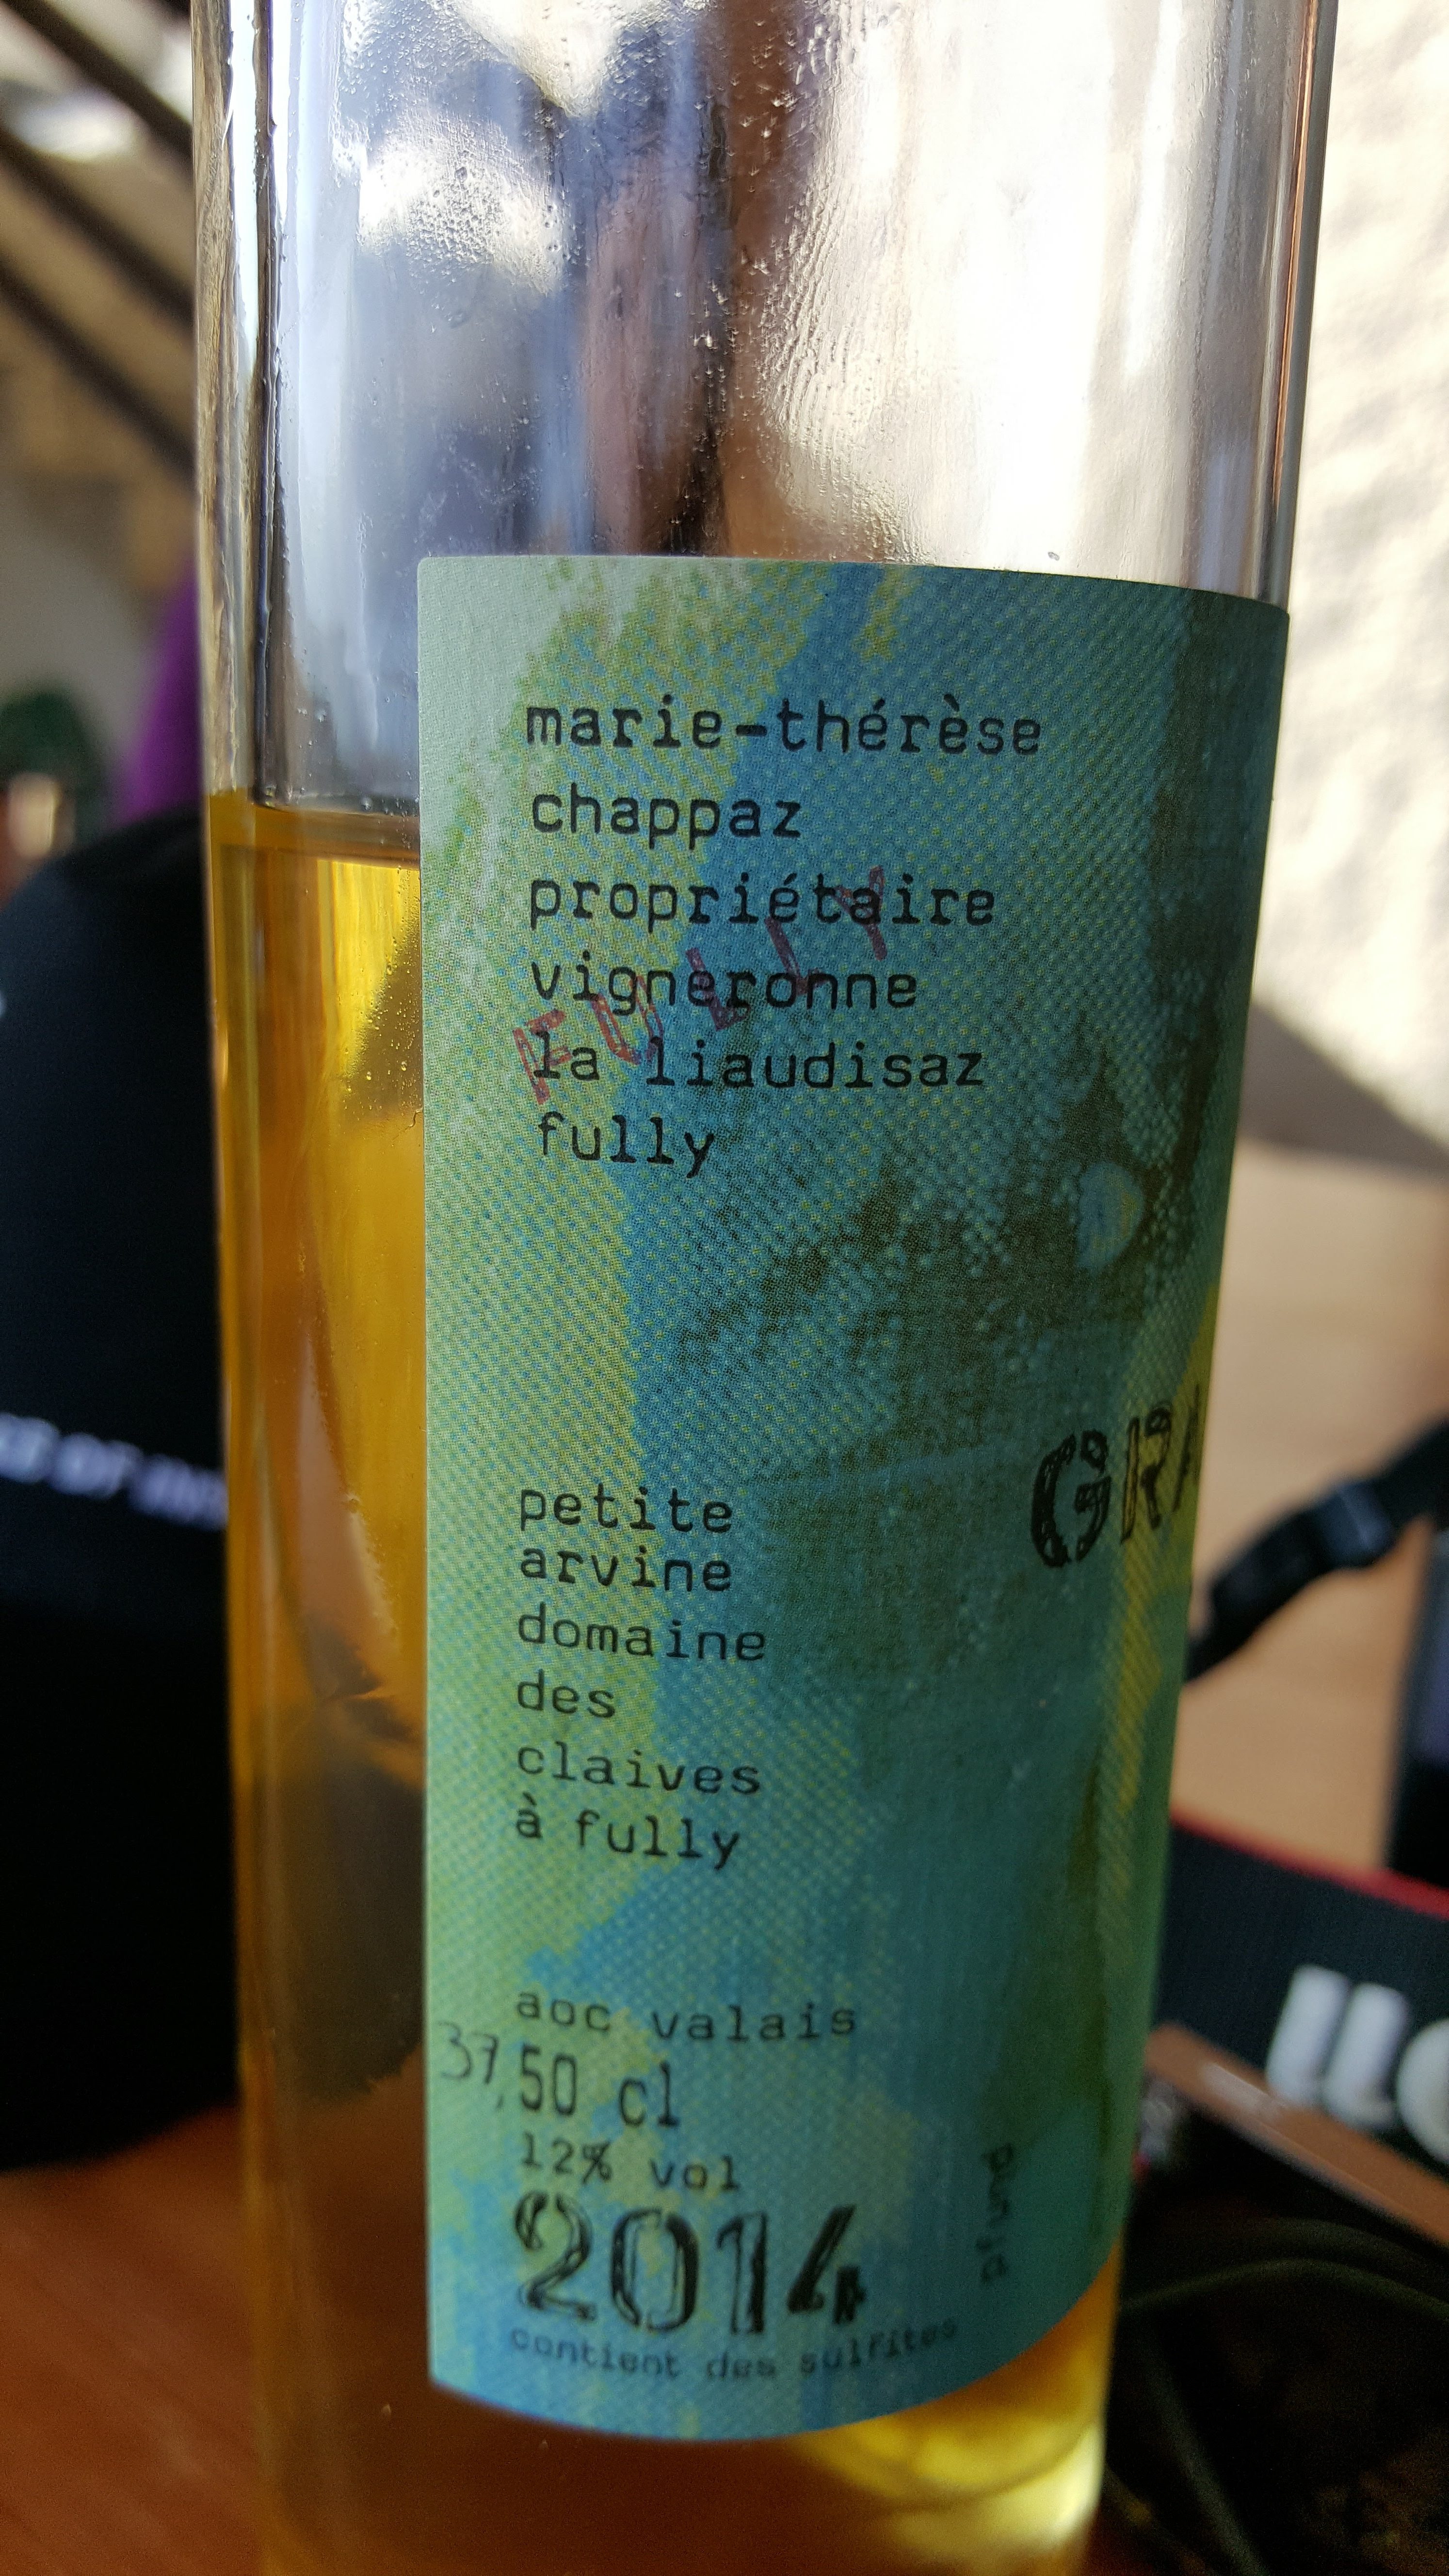 marie-thérèse
chappaz
propriétaire
vigneronne
la liaudisaz
fully
FULLY
GRA
petite
arvine
domaine
des
claives
à fully
aoc valais
37,50 cl
12% vol
2014
contient des sulfites